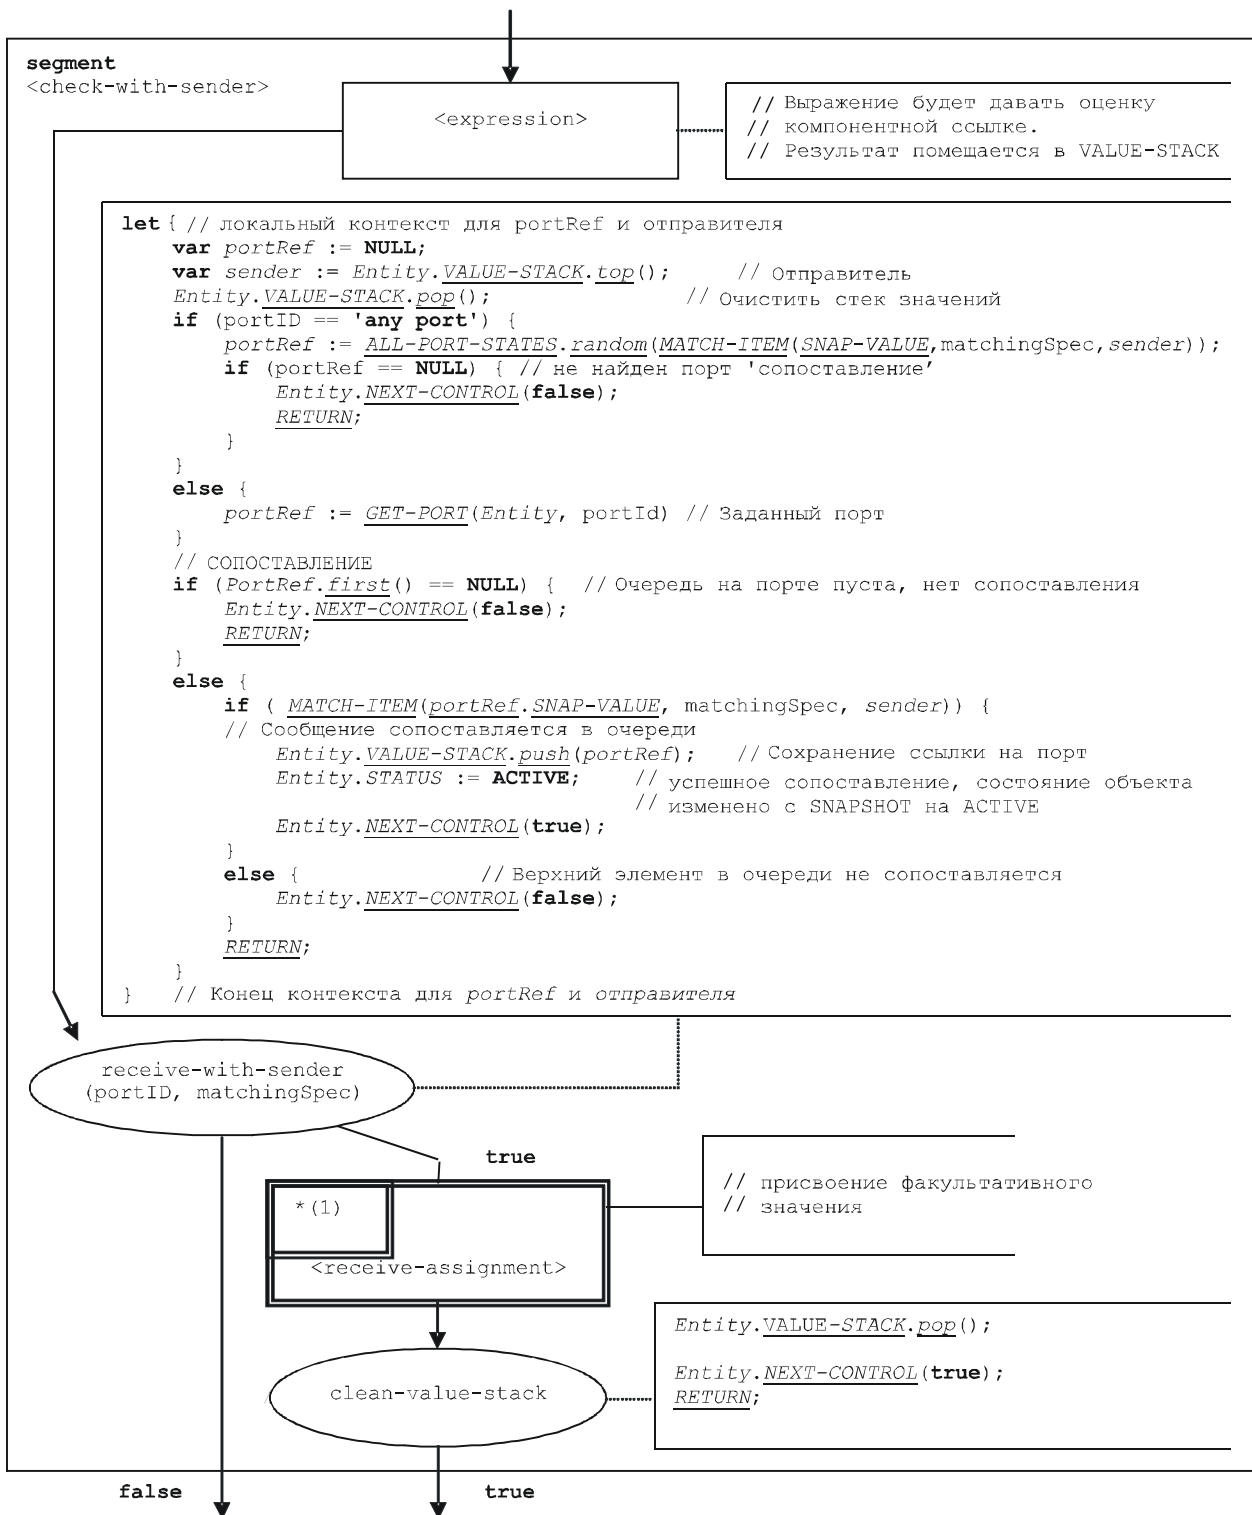 segment
<check-with-sender>
<expression>
// Выражение будет давать оценку
// компонентной ссылке.
// Результат помещается в VALUE-STACK
let { // локальный контекст для portRef и отправителя
var portRef := NULL;
var sender := Entity.VALUE-STACK.top(); // Отправитель
Entity.VALUE-STACK.pop(); // Очистить стек значений
if (portID == 'any port') {
portRef := ALL-PORT-STATES.random(MATCH-ITEM(SNAP-VALUE,matchingSpec,sender));
if (portRef == NULL) { // не найден порт 'сопоставление'
Entity.NEXT-CONTROL(false);
RETURN;
}
}
else {
portRef := GET-PORT(Entity, portId) // Заданный порт
}
// СОПОСТАВЛЕНИЕ
if (PortRef.first() == NULL) { // Очередь на порте пуста, нет сопоставления
Entity.NEXT-CONTROL(false);
RETURN;
}
else {
if ( MATCH-ITEM(portRef.SNAP-VALUE, matchingSpec, sender)) {
// Сообщение сопоставляется в очереди
Entity.VALUE-STACK.push(portRef); // Сохранение ссылки на порт
Entity.STATUS := ACTIVE; // успешное сопоставление, состояние объекта
// изменено с SNAPSHOT на ACTIVE
Entity.NEXT-CONTROL(true);
}
else { // Верхний элемент в очереди не сопоставляется
Entity.NEXT-CONTROL(false);
}
RETURN;
}
} // Конец контекста для portRef и отправителя
receive-with-sender
(portID, matchingSpec)
true
// присвоение факультативного
// значения
*(1)
<receive-assignment>
Entity.VALUE-STACK.pop();
Entity.NEXT-CONTROL(true);
RETURN;
clean-value-stack
false
true